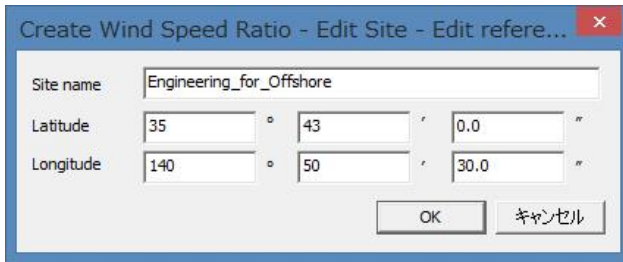 Create Wind Speed Ratio - Edit Site - Edit refere...
Site name Engineering_for_Offshore
Latitude 35 ° 43 ′ 0.0 ″
Longitude 140 ° 50 ′ 30.0 ″
OK キャンセル